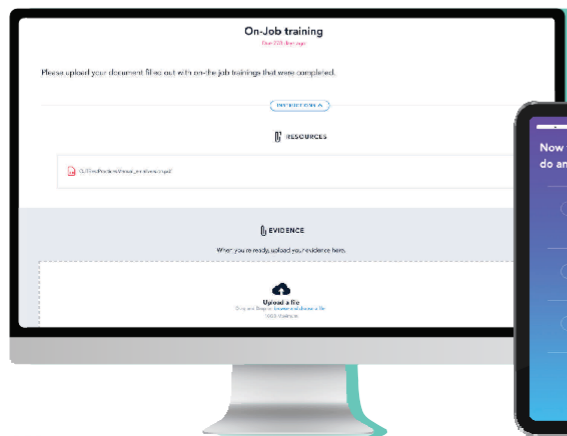 On-Job training
Please upload your document filled out with on-the job trainings that were completed.
RESOURCES
EVIDENCE
When you're ready, upload your evidence here.
Upload a file
Now
do an